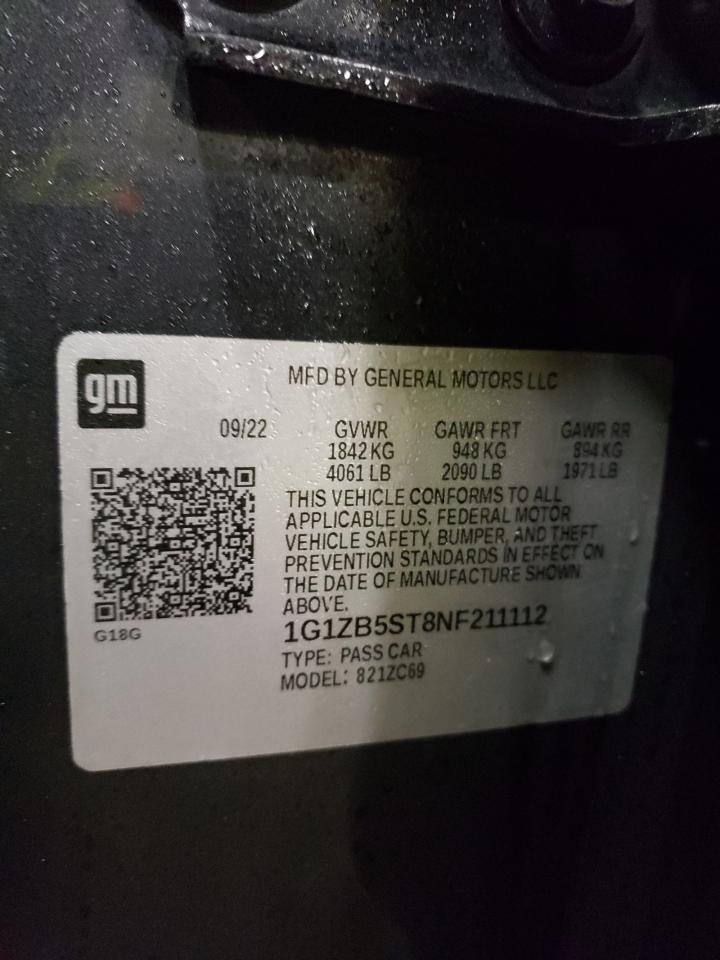 gm
MFD BY GENERAL MOTORS LLC
09/22 GVWR GAWR FRT GAWR RR
1842 KG 948 KG 894 KG
4061 LB 2090 LB 1971 LB
THIS VEHICLE CONFORMS TO ALL
APPLICABLE U.S. FEDERAL MOTOR
VEHICLE SAFETY, BUMPER, AND THEFT
PREVENTION STANDARDS IN EFFECT ON
THE DATE OF MANUFACTURE SHOWN
ABOVE.
G18G
1G1ZB5ST8NF211112
TYPE: PASS CAR
MODEL: 821ZC69